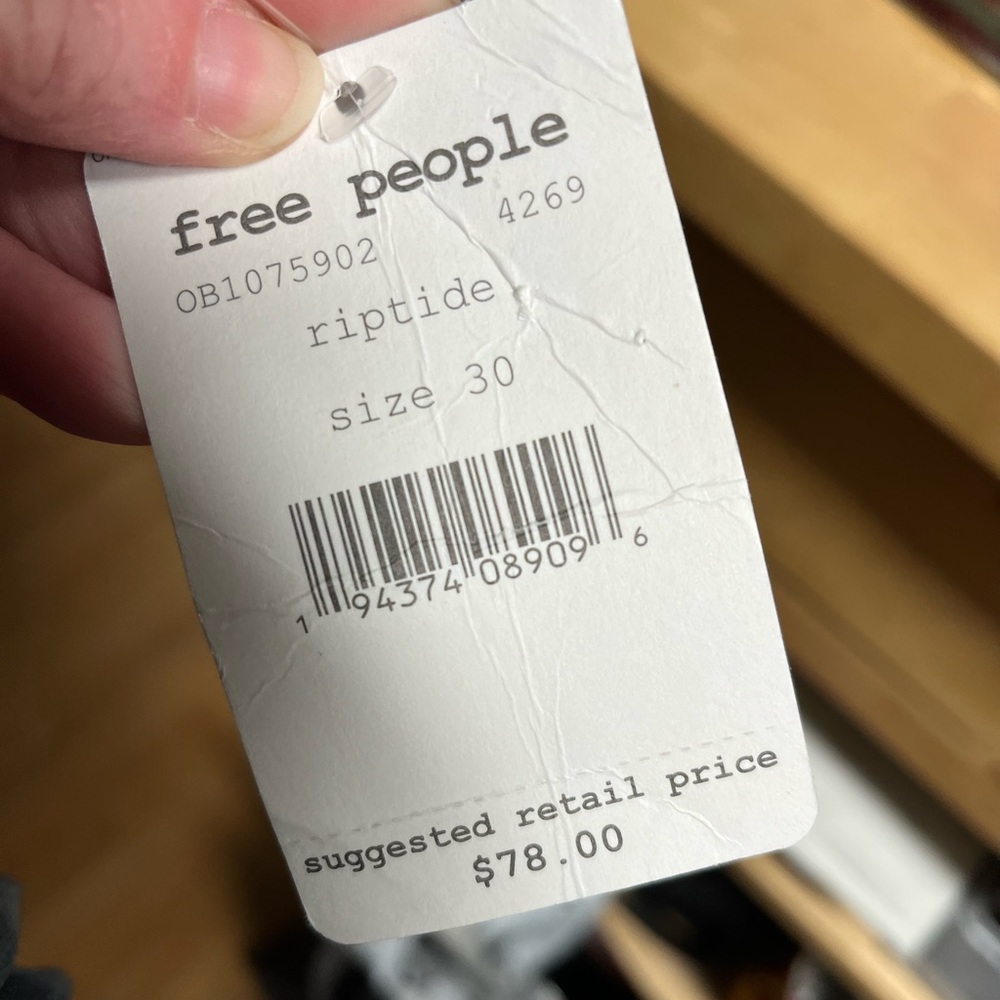 free people
OB1075902 4269
riptide
size 30
1 94374 08909 6
suggested retail price
$78.00